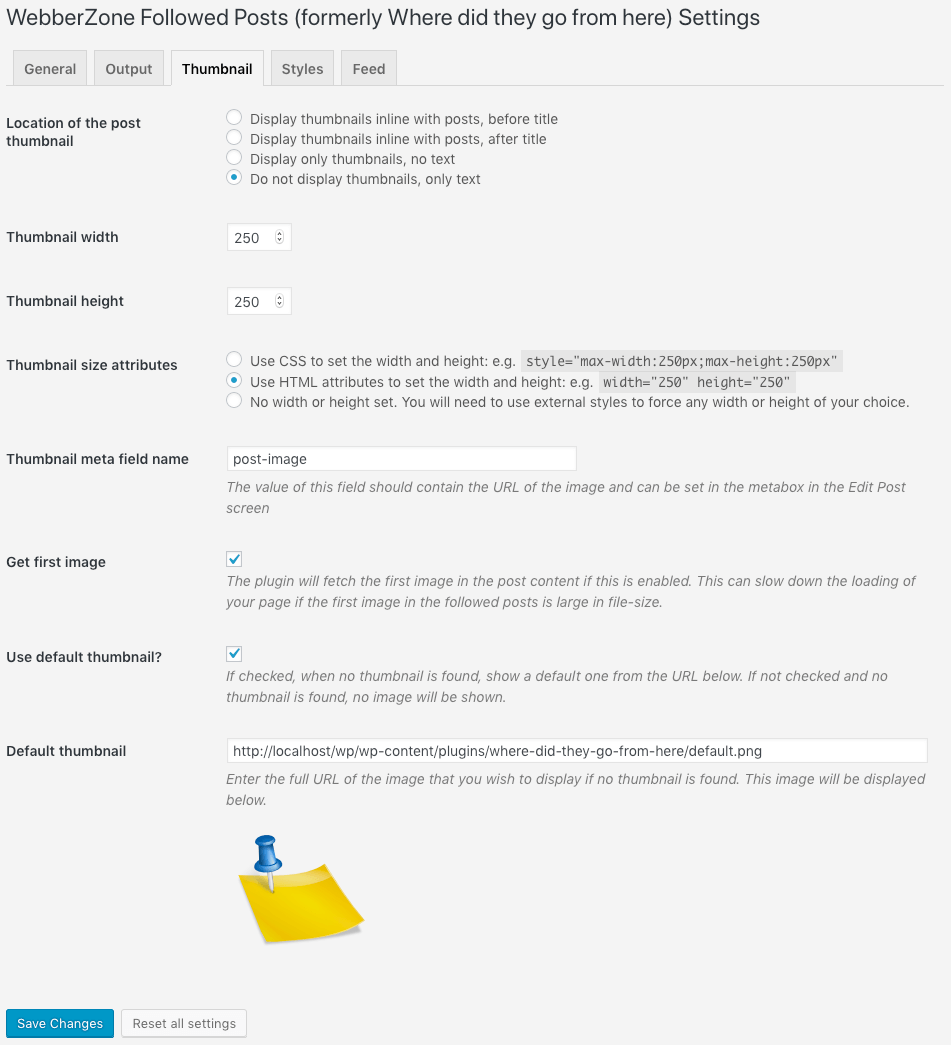 WebberZone Followed Posts (formerly Where did they go from here) Settings
General Output Thumbnail Styles Feed
Location of the post
thumbnail
Display thumbnails inline with posts, before title
Display thumbnails inline with posts, after title
Display only thumbnails, no text
Do not display thumbnails, only text
Thumbnail width
250
Thumbnail height
250
Thumbnail size attributes
Use CSS to set the width and height: e.g. style="max-width:250px;max-height:250px"
Use HTML attributes to set the width and height: e.g. width="250" height="250"
No width or height set. You will need to use external styles to force any width or height of your choice.
Thumbnail meta field name
post-image
The value of this field should contain the URL of the image and can be set in the metabox in the Edit Post
screen
Get first image
The plugin will fetch the first image in the post content if this is enabled. This can slow down the loading of
your page if the first image in the followed posts is large in file-size.
Use default thumbnail?
If checked, when no thumbnail is found, show a default one from the URL below. If not checked and no
thumbnail is found, no image will be shown.
Default thumbnail
http://localhost/wp/wp-content/plugins/where-did-they-go-from-here/default.png
Enter the full URL of the image that you wish to display if no thumbnail is found. This image will be displayed
below.
Save Changes Reset all settings